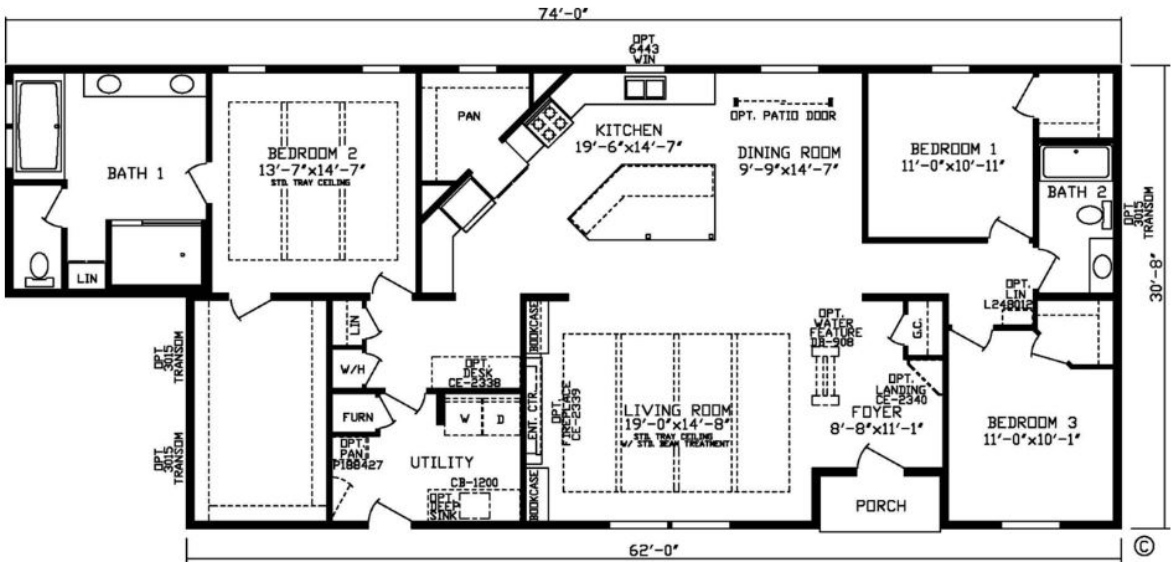 74'-0"
OPT
6443
WIN
BATH 1
BEDROOM 2
13'-7"x14'-7"
STD. TRAY CEILING
PAN
KITCHEN
19'-6"x14'-7"
OPT. PATIO DOOR
DINING ROOM
9'-9"x14'-7"
BEDROOM 1
11'-0"x10'-11"
BATH 2
OPT
3015
TRANSOM
30'-8"
LIN
OPT
3015
TRANSOM
OPT
3015
TRANSOM
LIN
W/H
FURN
OPT.
PAN
P188427
OPT.
DESK
CE-2338
W
D
UTILITY
CB-1200
OPT
DEEP
SINK
BOOKCASE
ENT. CTR.
BOOKCASE
OPT.
FIREPLACE
CE-2339
LIVING ROOM
19'-0"x14'-8"
STD. TRAY CEILING
W/ STD. BEAM TREATMENT
OPT.
WATER
FEATURE
DB-908
G.C.
OPT.
LANDING
CE-2340
FOYER
8'-8"x11'-1"
OPT.
LIN
L248012
BEDROOM 3
11'-0"x10'-1"
PORCH
62'-0"
©